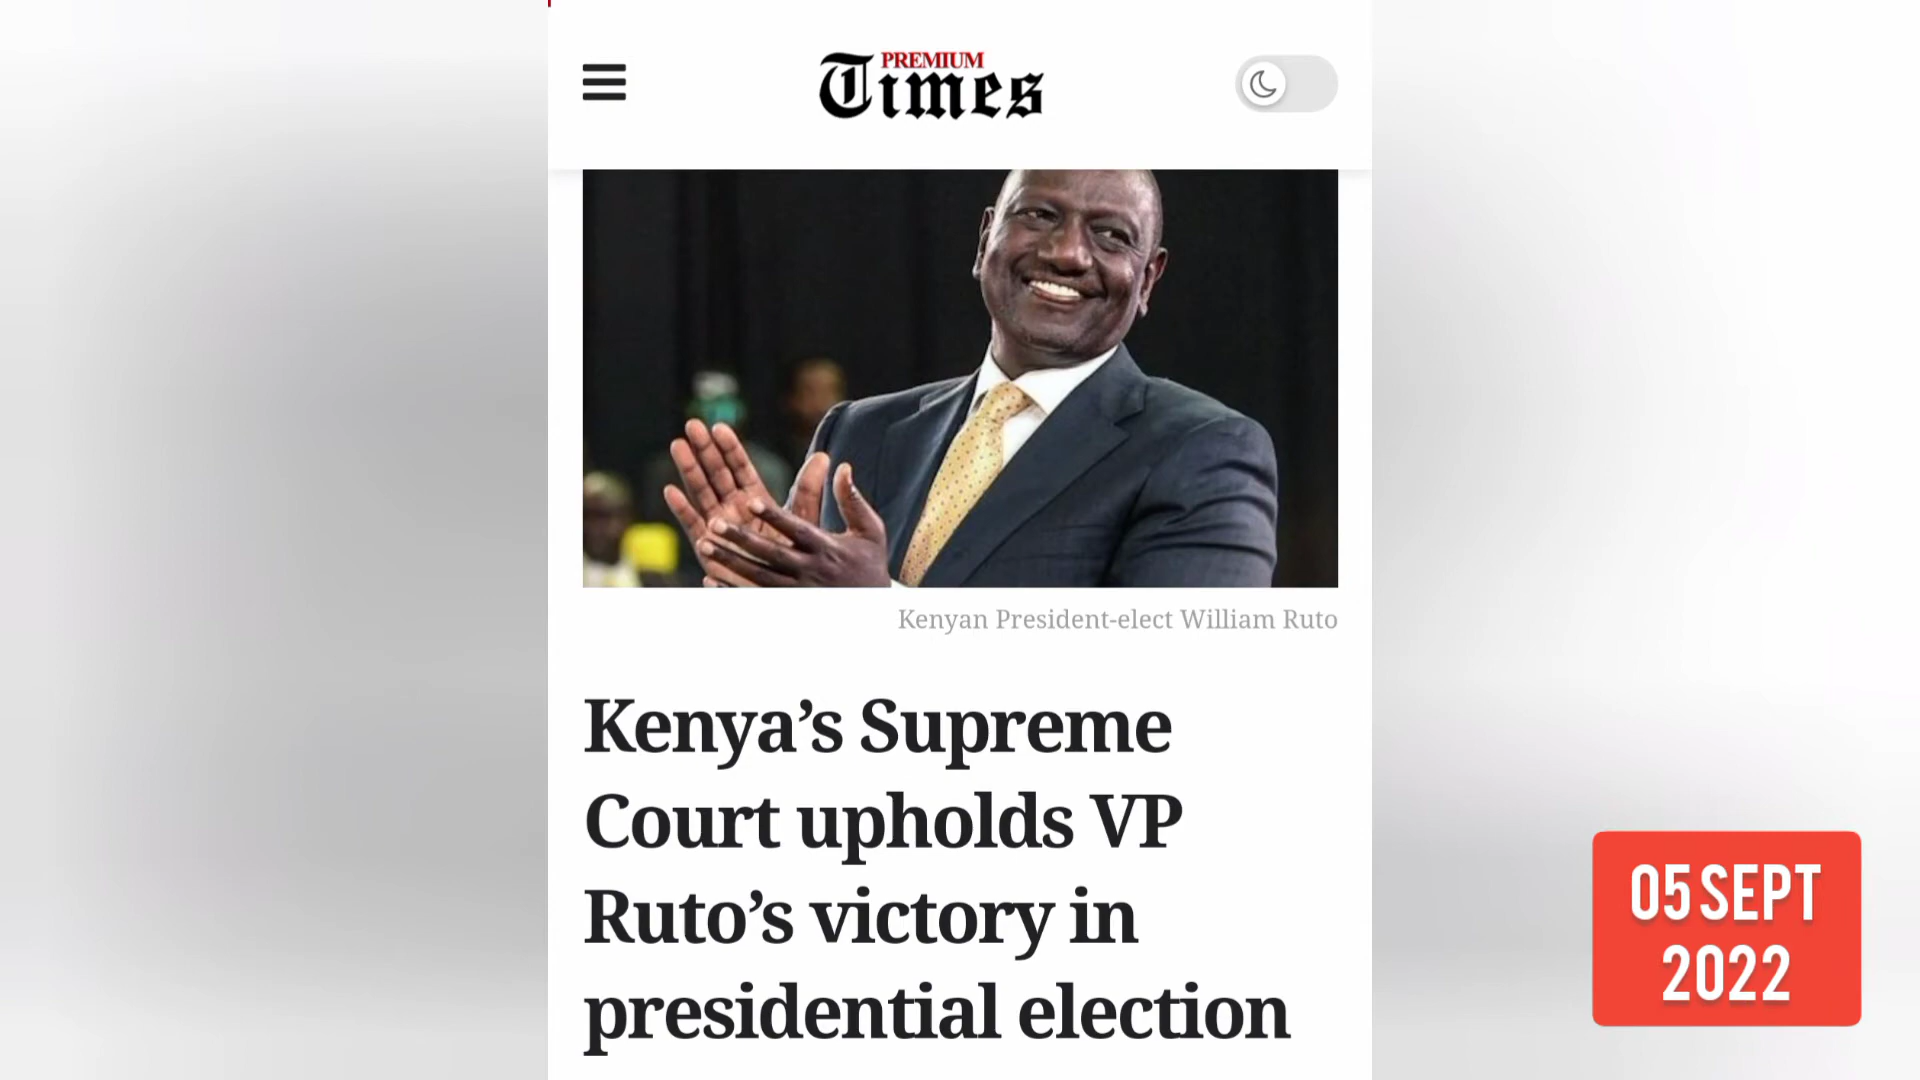 PREMIUM
Times
Kenyan President-elect William Ruto
Kenya’s Supreme
Court upholds VP
Ruto’s victory in
presidential election
05 SEPT
2022